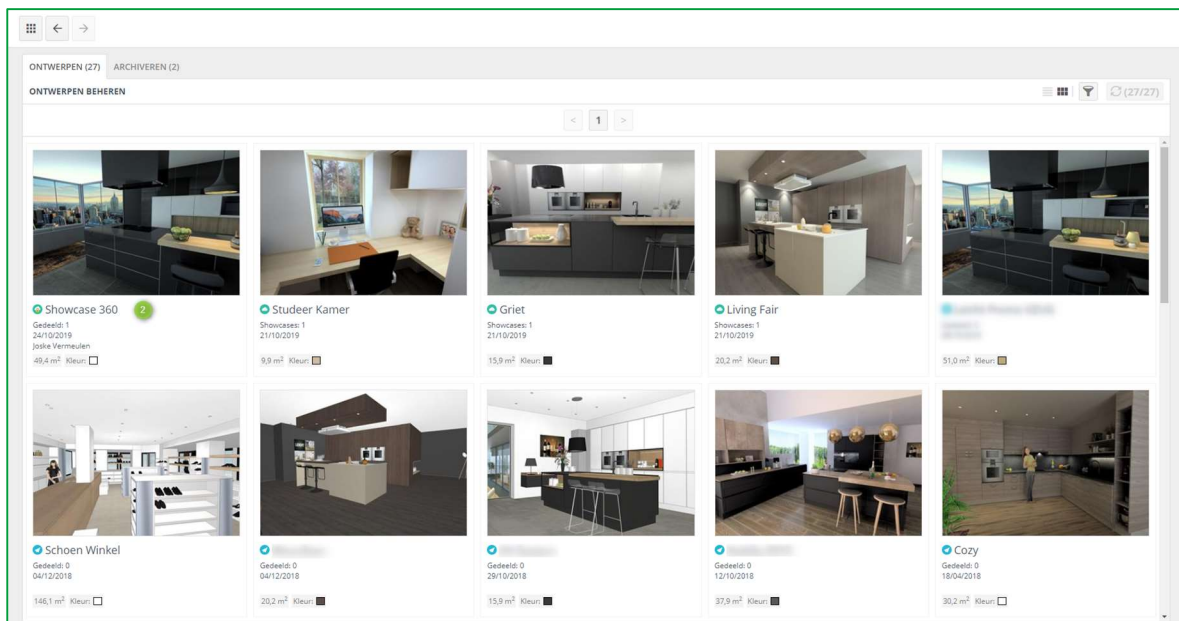 ONTWERPEN (27) ARCHIVEREN (2)
ONTWERPEN BEHEREN (27/27)
< 1 >
Showcase 360 2
Gedeeld: 1
24/10/2019
Joske Vermeulen
49,4 m² Kleur:
Studeer Kamer
Showcases: 1
21/10/2019
9,9 m² Kleur:
Griet
Showcases: 1
21/10/2019
15,9 m² Kleur:
Living Fair
Showcases: 1
21/10/2019
20,2 m² Kleur:
51,0 m² Kleur:
Schoen Winkel
Gedeeld: 0
04/12/2018
146,1 m² Kleur:
Gedeeld: 0
04/12/2018
20,2 m² Kleur:
Gedeeld: 0
29/10/2018
15,9 m² Kleur:
Gedeeld: 0
12/10/2018
37,9 m² Kleur:
Cozy
Gedeeld: 0
18/04/2018
30,2 m² Kleur: